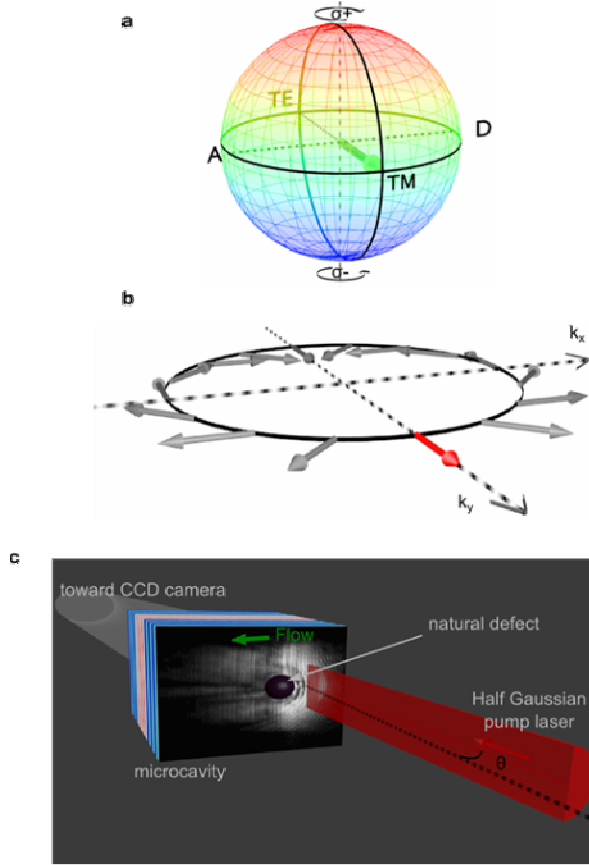 a
σ+
TE
D
A
TM
σ-
b
kx
ky
c
toward CCD camera
Flow
natural defect
Half Gaussian
pump laser
θ
microcavity